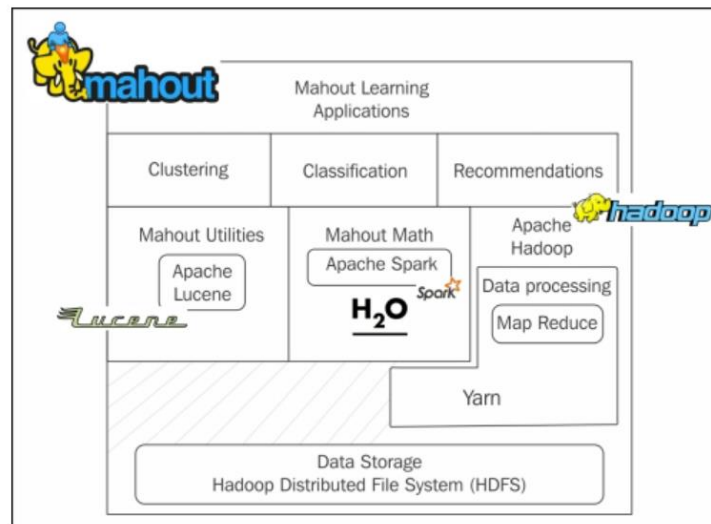 mahout
Mahout Learning
Applications
Clustering
Classification
Recommendations
hadoop
Mahout Utilities
Mahout Math
Apache
Hadoop
Apache
Lucene
Apache Spark
Spark
Lucene
H2O
Data processing
Map Reduce
Yarn
Data Storage
Hadoop Distributed File System (HDFS)